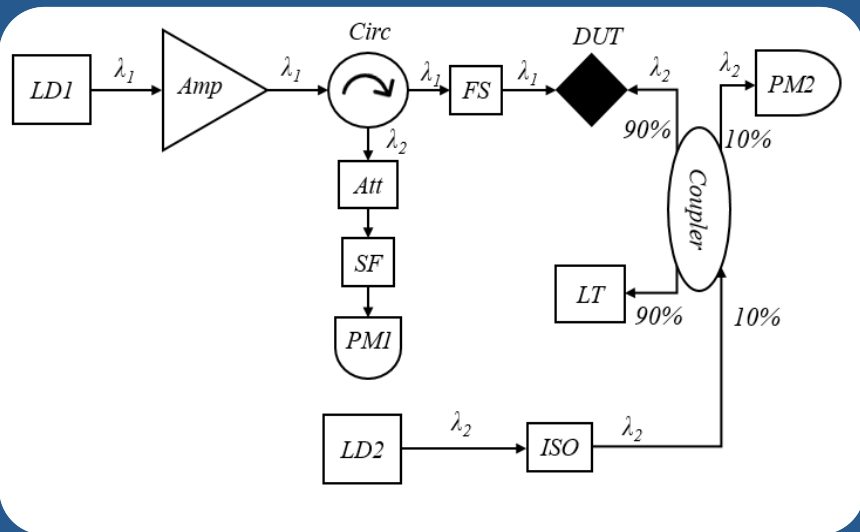 Circ
DUT
LD1
λ1
Amp
λ1
λ1
FS
λ1
λ2
λ2
PM2
90%
10%
λ2
Att
Coupler
SF
LT
90%
10%
PM1
LD2
λ2
ISO
λ2